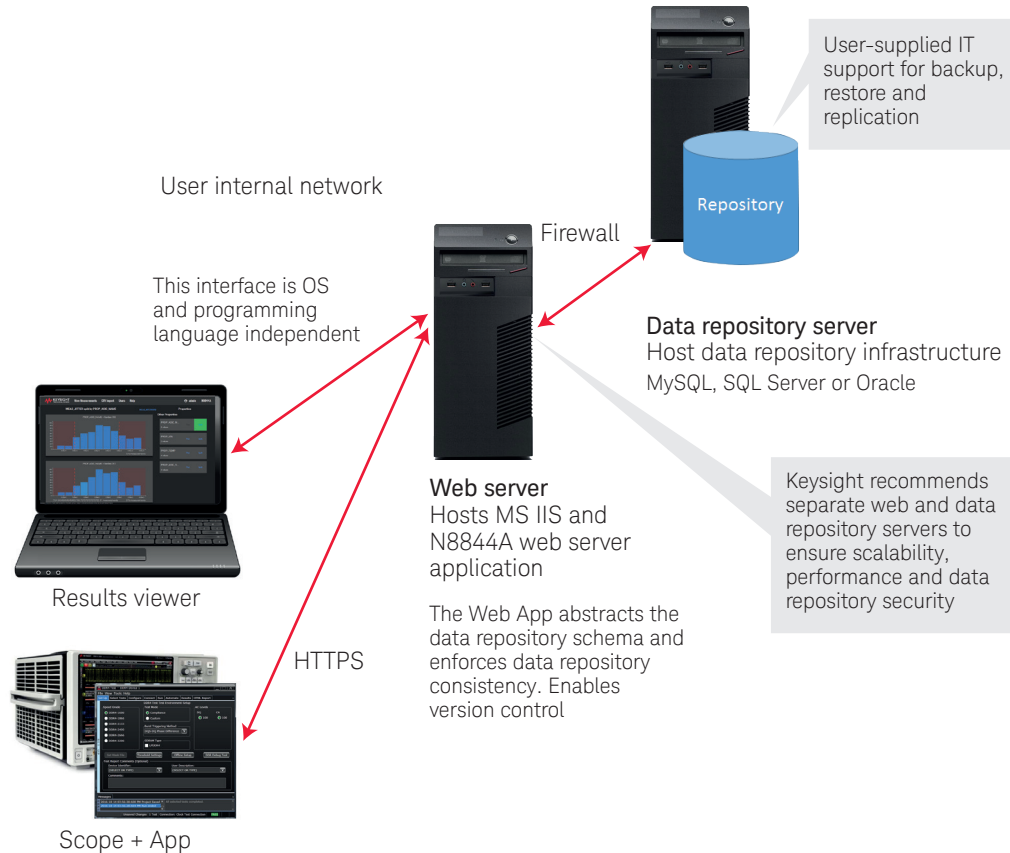 User-supplied IT
support for backup,
restore and
replication
Repository
User internal network
Firewall
This interface is OS
and programming
language independent
Data repository server
Host data repository infrastructure
MySQL, SQL Server or Oracle
Web server
Hosts MS IIS and
N8844A web server
application
The Web App abstracts the
data repository schema and
enforces data repository
consistency. Enables
version control
Keysight recommends
separate web and data
repository servers to
ensure scalability,
performance and data
repository security
Results viewer
HTTPS
Scope + App